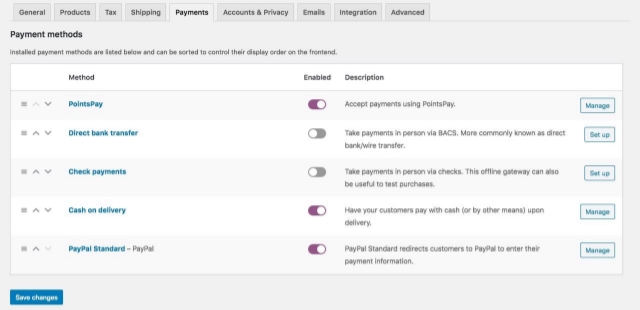 General Products Tax Shipping Payments Accounts & Privacy Emails Integration Advanced
Payment methods
Installed payment methods are listed below and can be sorted to control their display order on the frontend.
Method Enabled Description
PointsPay Accept payments using PointsPay. Manage
Direct bank transfer Take payments in person via BACS. More commonly known as direct Set up
bank/wire transfer.
Check payments Take payments in person via checks. This offline gateway can also Set up
be useful to test purchases.
Cash on delivery Have your customers pay with cash (or by other means) upon Manage
delivery.
PayPal Standard – PayPal PayPal Standard redirects customers to PayPal to enter their Manage
payment information.
Save changes